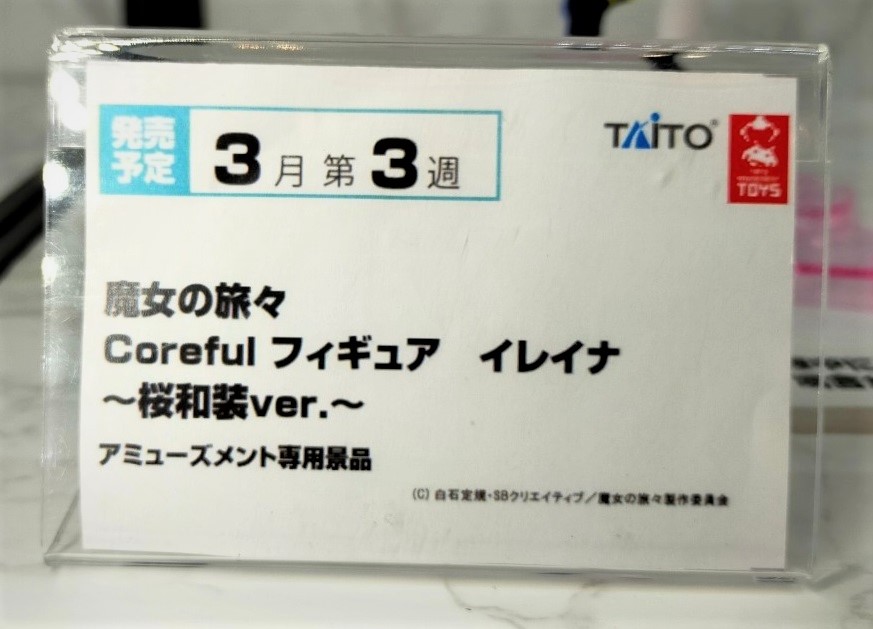 発売
予定
3月 第3週
TAITO®
TOYS
魔女の旅々
Coreful フィギュア　イレイナ
～桜和装ver.～
アミューズメント専用景品
(C) 白石定規・SBクリエイティブ／魔女の旅々製作委員会